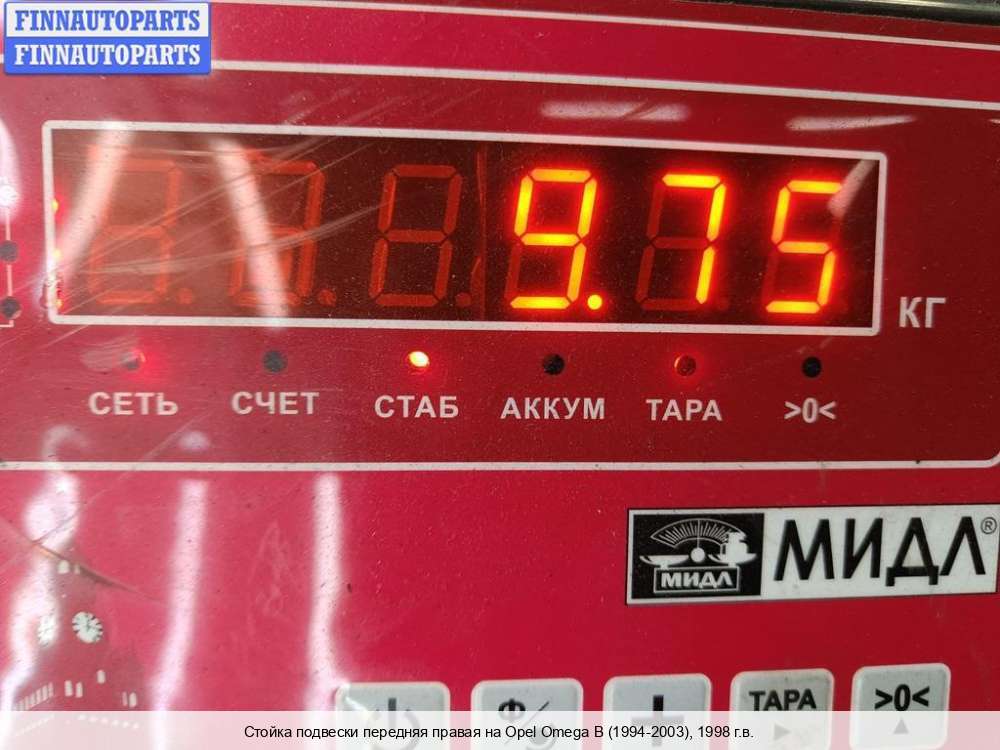 FINNAUTOPARTS
FINNAUTOPARTS
9.75
КГ
СЕТЬ СЧЕТ СТАБ АККУМ ТАРА >0<
МИДЛ МИДЛ®
Ф/ + ТАРА >0<
Стойка подвески передняя правая на Opel Omega B (1994-2003), 1998 г.в.